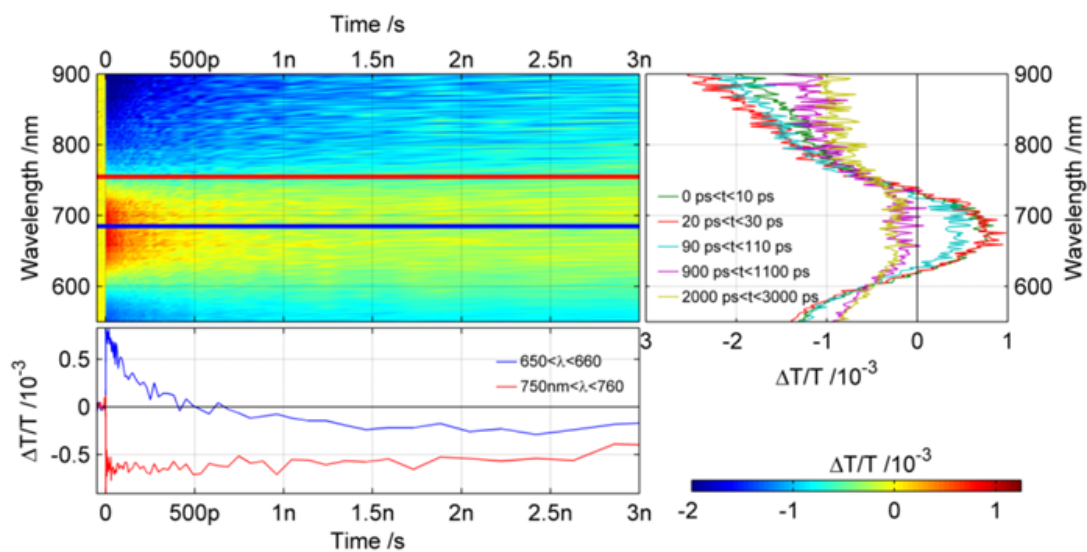 Time /s
0 500p 1n 1.5n 2n 2.5n 3n
900
800
700
600
Wavelength /nm
0 ps<t<10 ps
20 ps<t<30 ps
90 ps<t<110 ps
900 ps<t<1100 ps
2000 ps<t<3000 ps
900
800
700
600
Wavelength /nm
3 -2 -1 0 1
ΔT/T /10⁻³
0.5
0
-0.5
ΔT/T /10⁻³
650<λ<660
750nm<λ<760
0 500p 1n 1.5n 2n 2.5n 3n
Time /s
ΔT/T /10⁻³
-2 -1 0 1